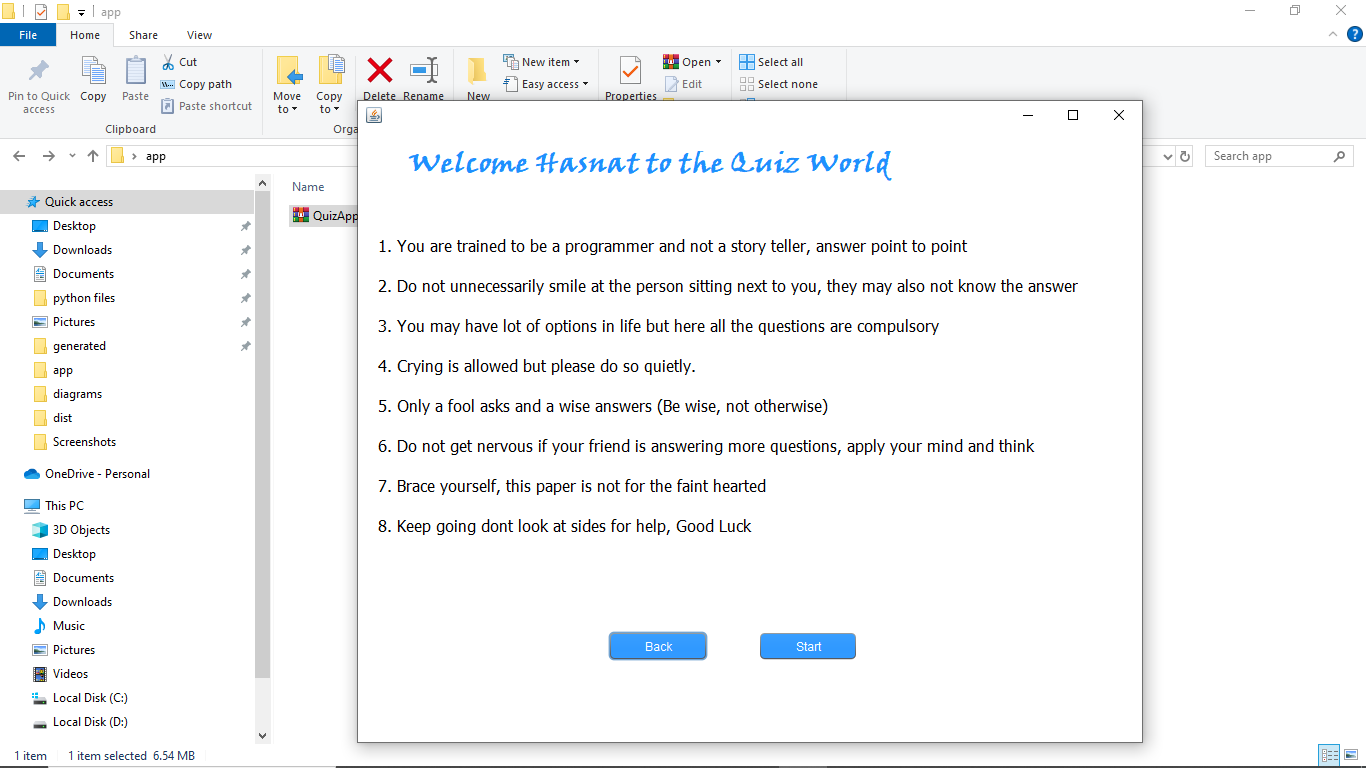 app
File Home Share View
Pin to Quick access
Copy
Paste
Cut
Copy path
Paste shortcut
Clipboard
Move to
Copy to
Delete
Rename
New
New item
Easy access
Properties
Open
Edit
Select all
Select none
app
Search app
Quick access
Desktop
Downloads
Documents
python files
Pictures
generated
app
diagrams
dist
Screenshots
OneDrive - Personal
This PC
3D Objects
Desktop
Documents
Downloads
Music
Pictures
Videos
Local Disk (C:)
Local Disk (D:)
Name
QuizApp
Welcome Hasnat to the Quiz World
1. You are trained to be a programmer and not a story teller, answer point to point
2. Do not unnecessarily smile at the person sitting next to you, they may also not know the answer
3. You may have lot of options in life but here all the questions are compulsory
4. Crying is allowed but please do so quietly.
5. Only a fool asks and a wise answers (Be wise, not otherwise)
6. Do not get nervous if your friend is answering more questions, apply your mind and think
7. Brace yourself, this paper is not for the faint hearted
8. Keep going dont look at sides for help, Good Luck
Back Start
1 item 1 item selected 6.54 MB